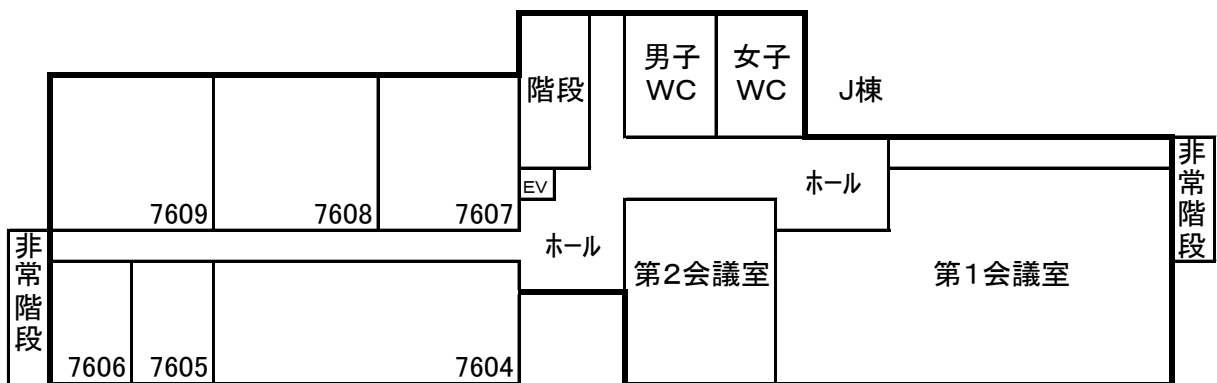 階段
男子
WC
女子
WC
J棟
EV
ホール
非常階段
7609
7608
7607
ホール
非常階段
第2会議室
第1会議室
7606
7605
7604